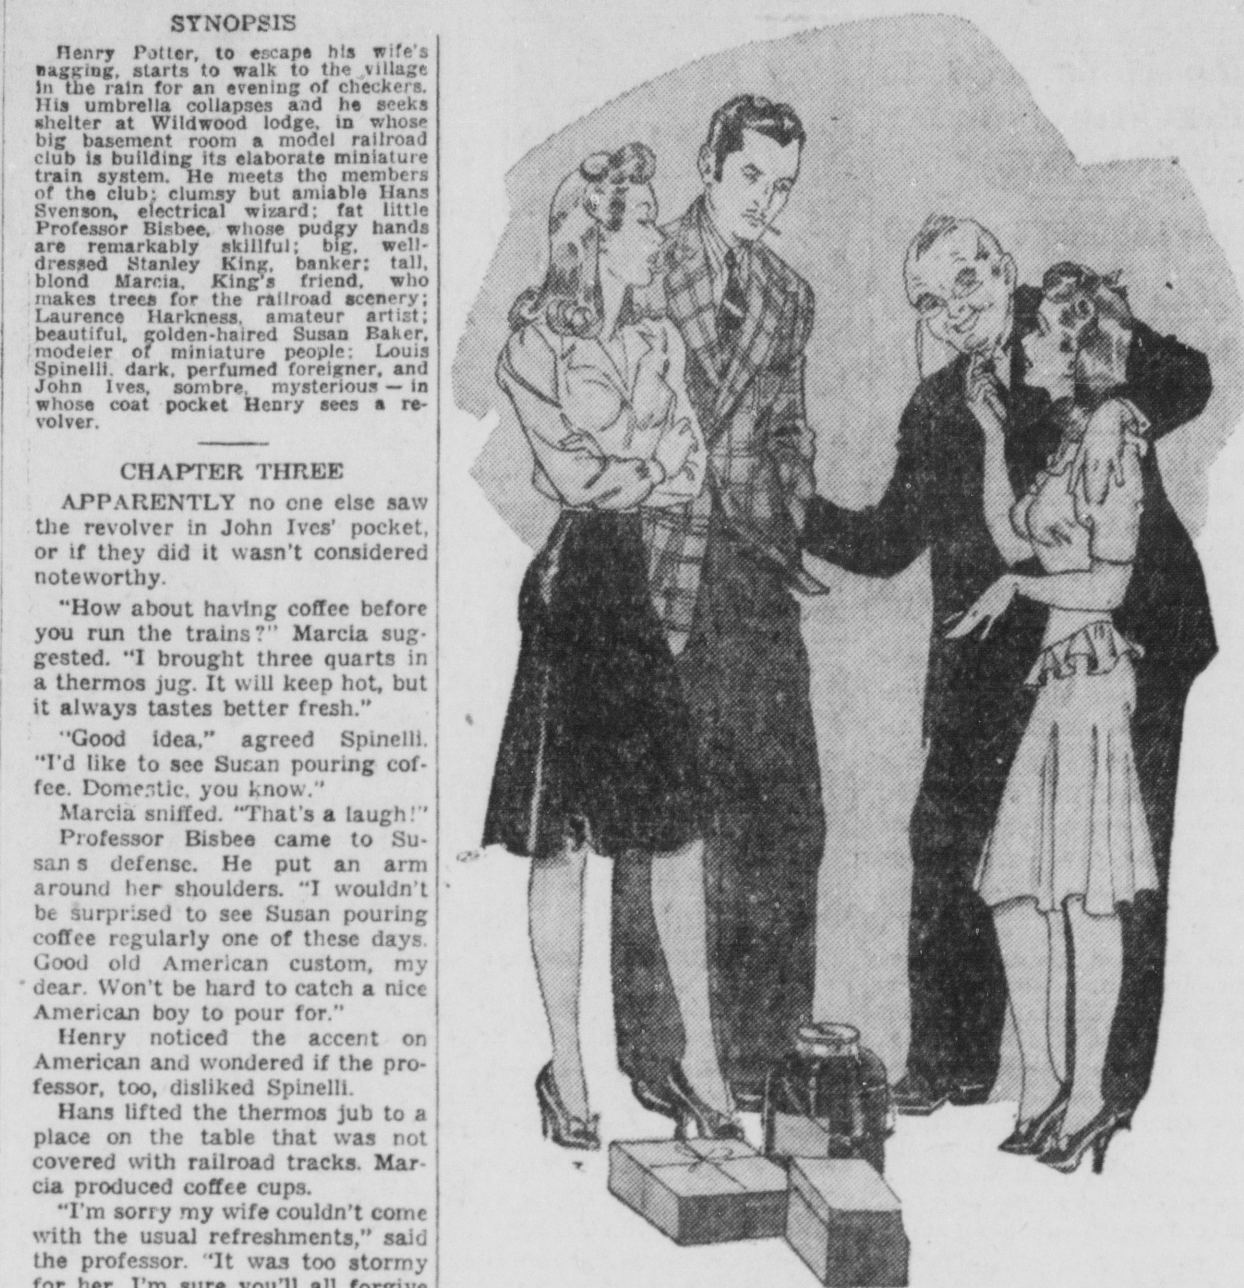 SYNOPSIS
Henry Potter, to escape his wife's
nagging, starts to walk to the village
in the rain for an evening of checkers.
His umbrella collapses and he seeks
shelter at Wildwood lodge, in whose
big basement room a model railroad
club is building its elaborate miniature
train system. He meets the members
of the club; clumsy but amiable Hans
Svenson, electrical wizard; fat little
Professor Bisbee, whose pudgy hands
are remarkably skillful; big, well-
dressed Stanley King, banker; tall,
blond Marcia, King's friend, who
makes trees for the railroad scenery;
Laurence Harkness, amateur artist;
beautiful, golden-haired Susan Baker,
modeler of miniature people; Louis
Spinelli, dark, perfumed foreigner, and
John Ives, sombre, mysterious — in
whose coat pocket Henry sees a re-
volver.
CHAPTER THREE
APPARENTLY no one else saw
the revolver in John Ives' pocket,
or if they did it wasn't considered
noteworthy.
"How about having coffee before
you run the trains?" Marcia sug-
gested. "I brought three quarts in
a thermos jug. It will keep hot, but
it always tastes better fresh."
"Good idea," agreed Spinelli.
"I'd like to see Susan pouring cof-
fee. Domestic, you know."
Marcia sniffed. "That's a laugh!"
Professor Bisbee came to Su-
san s defense. He put an arm
around her shoulders. "I wouldn't
be surprised to see Susan pouring
coffee regularly one of these days.
Good old American custom, my
dear. Won't be hard to catch a nice
American boy to pour for."
Henry noticed the accent on
American and wondered if the pro-
fessor, too, disliked Spinelli.
Hans lifted the thermos jub to a
place on the table that was not
covered with railroad tracks. Mar-
cia produced coffee cups.
"I'm sorry my wife couldn't come
with the usual refreshments," said
the professor. "It was too stormy
for her. I'm sure you'll all forgive